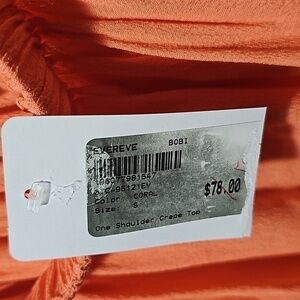 EVEREVE BOBI
Color: CORAL
Size: S
$78.00
One Shoulder Crepe Top